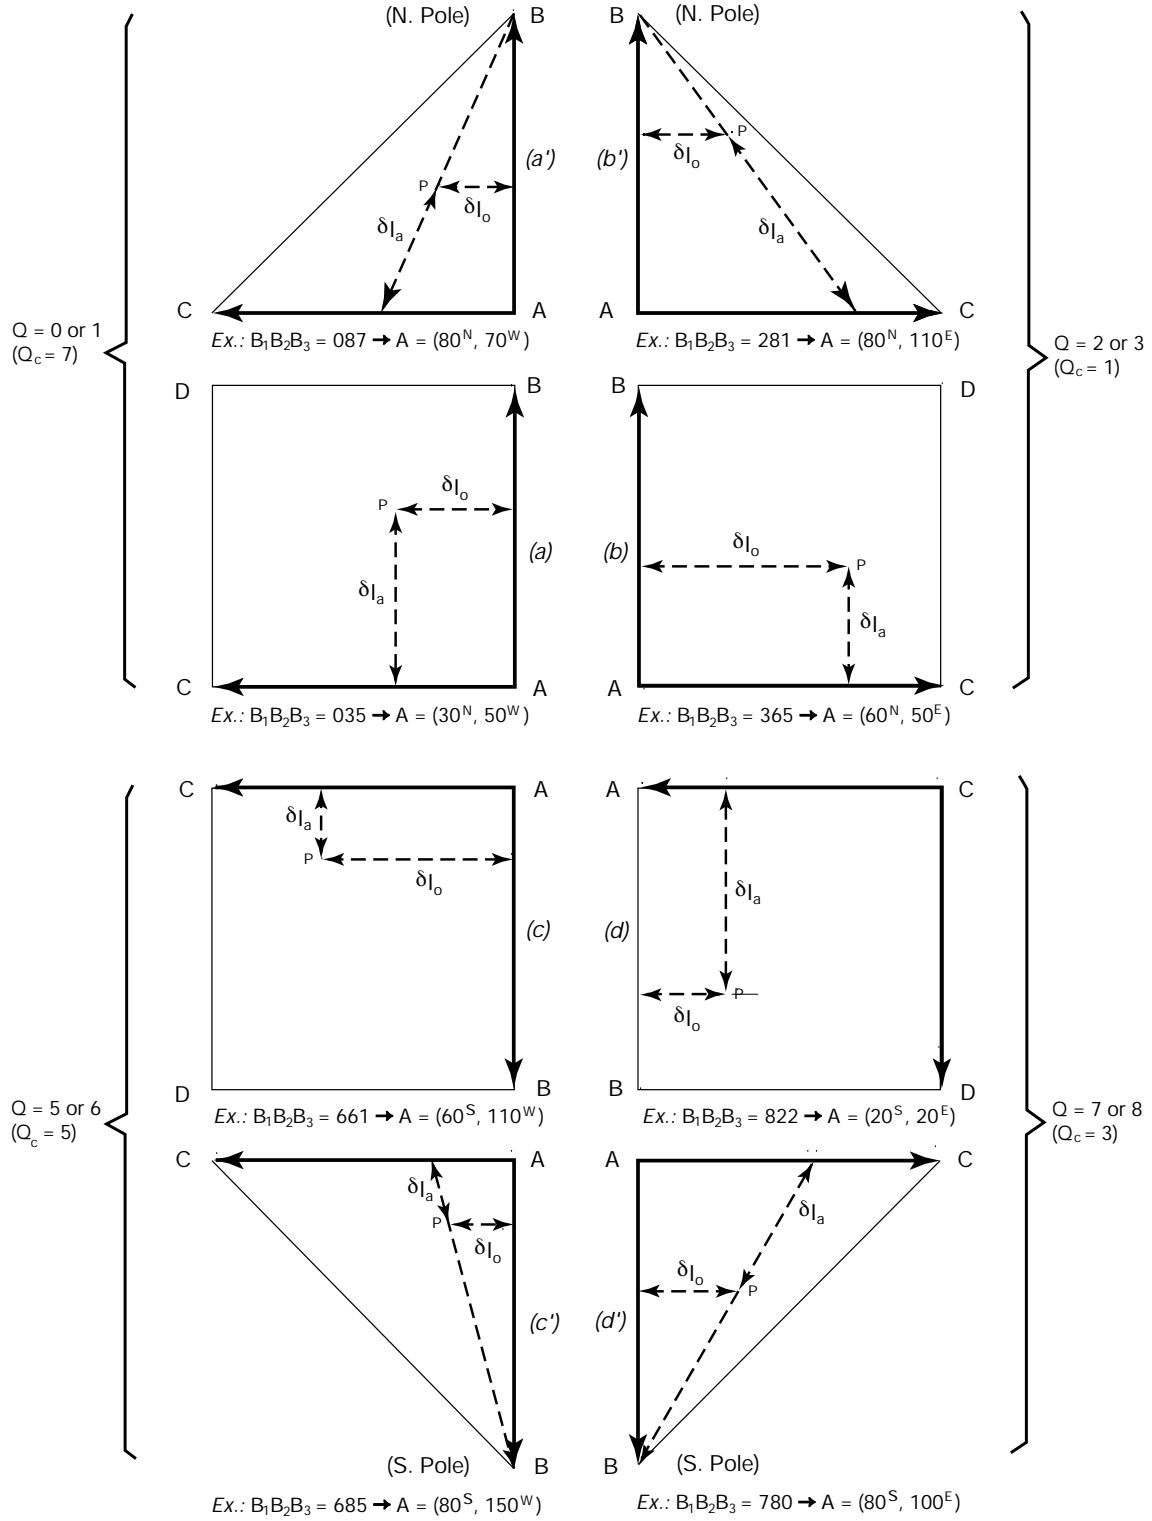 (N. Pole) B
B (N. Pole)
P
(a')
δIₒ
δIₐ
C
A
(b')
P
δIₒ
δIₐ
A
C
Ex.: B₁B₂B₃ = 087 → A = (80ᴺ, 70ᵂ)
Ex.: B₁B₂B₃ = 281 → A = (80ᴺ, 110ᴱ)
Q = 0 or 1
(Q꜀ = 7)
Q = 2 or 3
(Q꜀ = 1)
D
B
P
δIₒ
δIₐ
(a)
C
A
B
D
δIₒ
P
(b)
δIₐ
A
C
Ex.: B₁B₂B₃ = 035 → A = (30ᴺ, 50ᵂ)
Ex.: B₁B₂B₃ = 365 → A = (60ᴺ, 50ᴱ)
C
A
δIₐ
P
δIₒ
(c)
D
B
A
C
δIₐ
(d)
P
δIₒ
B
D
Ex.: B₁B₂B₃ = 661 → A = (60ˢ, 110ᵂ)
Ex.: B₁B₂B₃ = 822 → A = (20ˢ, 20ᴱ)
Q = 5 or 6
(Q꜀ = 5)
Q = 7 or 8
(Q꜀ = 3)
C
A
δIₐ
P
δIₒ
(c')
(S. Pole) B
A
C
δIₐ
δIₒ
P
(d')
B (S. Pole)
Ex.: B₁B₂B₃ = 685 → A = (80ˢ, 150ᵂ)
Ex.: B₁B₂B₃ = 780 → A = (80ˢ, 100ᴱ)